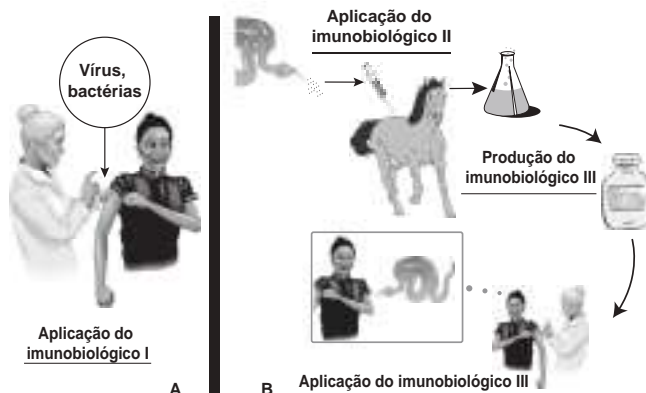 Vírus,
bactérias
Aplicação do
imunobiológico I
A
Aplicação do
imunobiológico II
Produção do
imunobiológico III
B
Aplicação do imunobiológico III